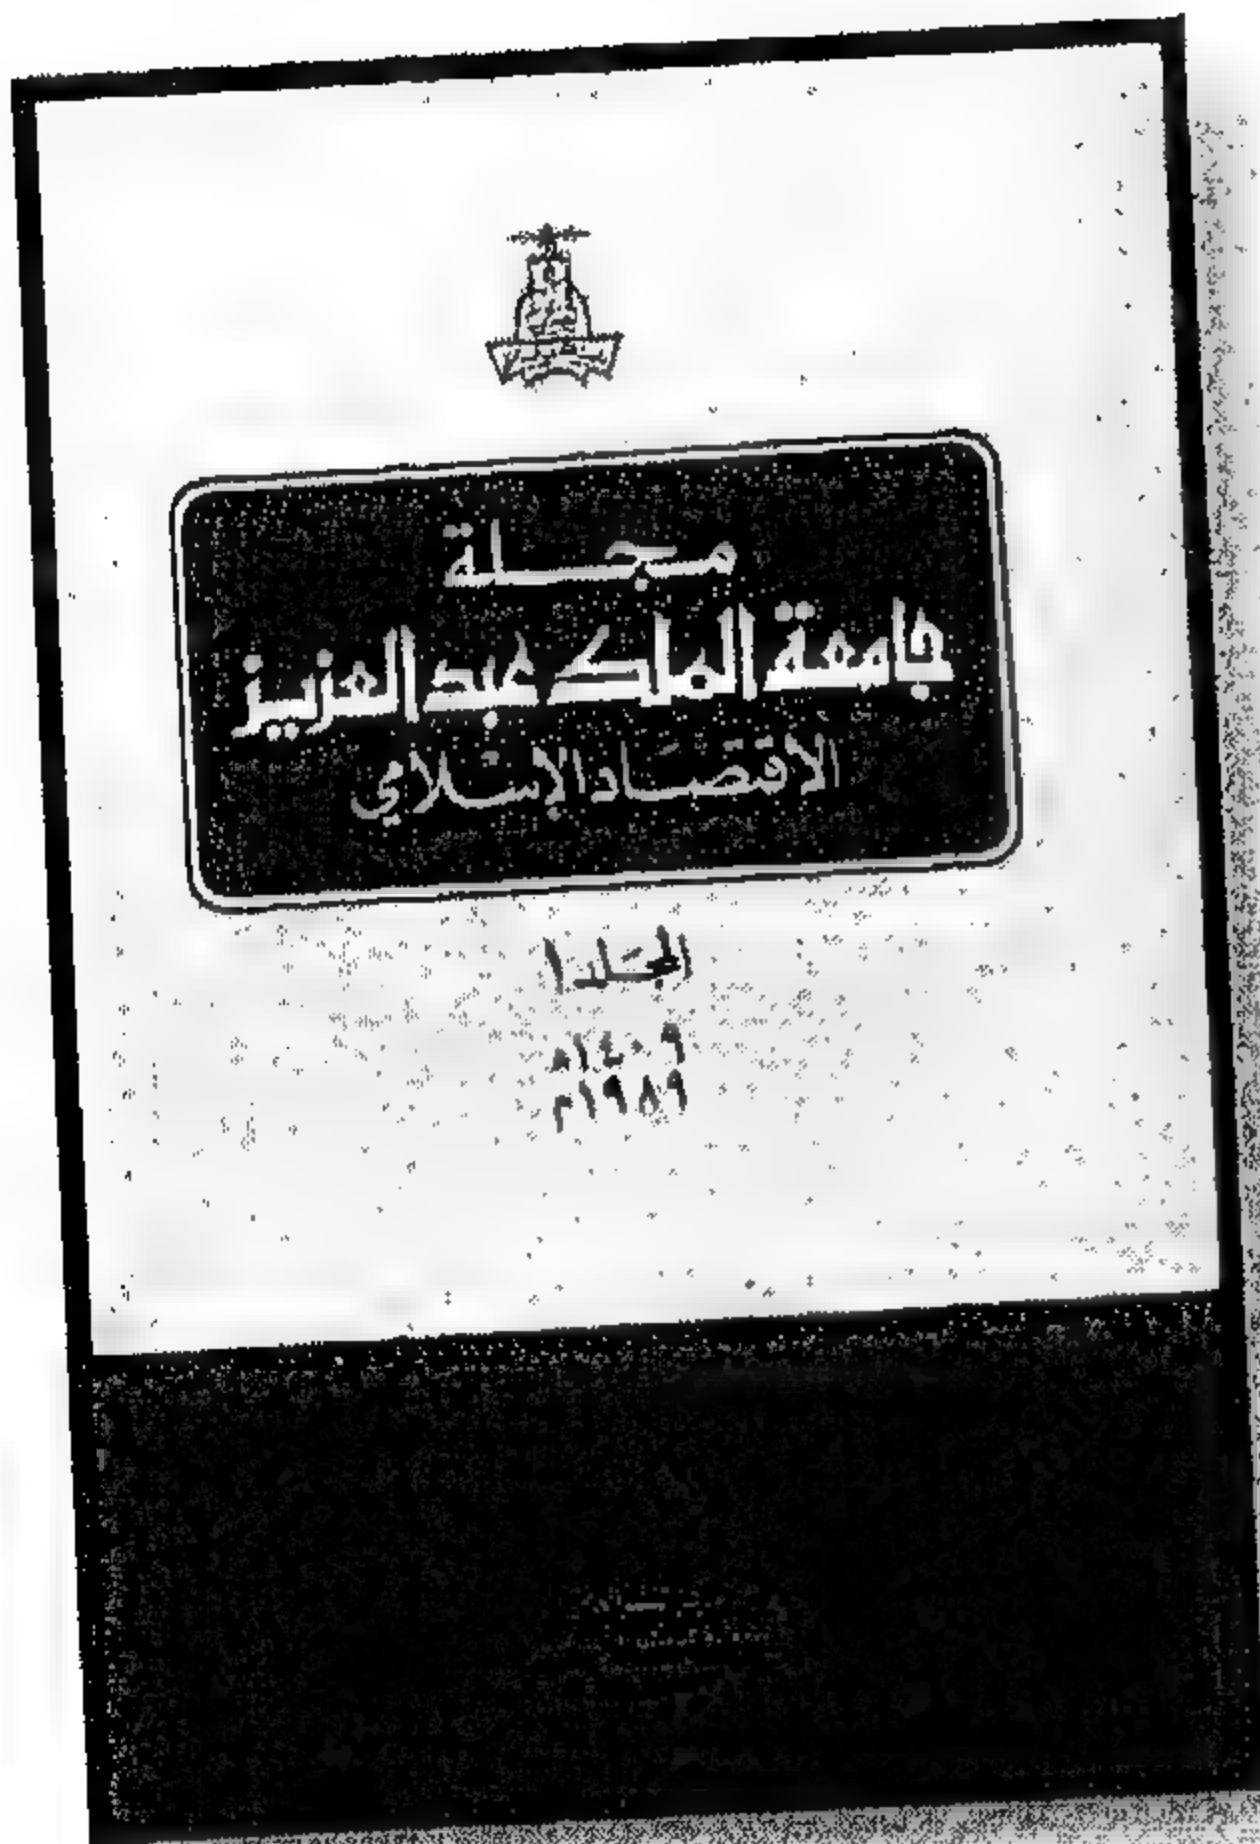 مجلة
جامعة الملك عبد العزيز
الاقتصاد الإسلامي
المجلد ١
١٤٠٩هـ
١٩٨٩م